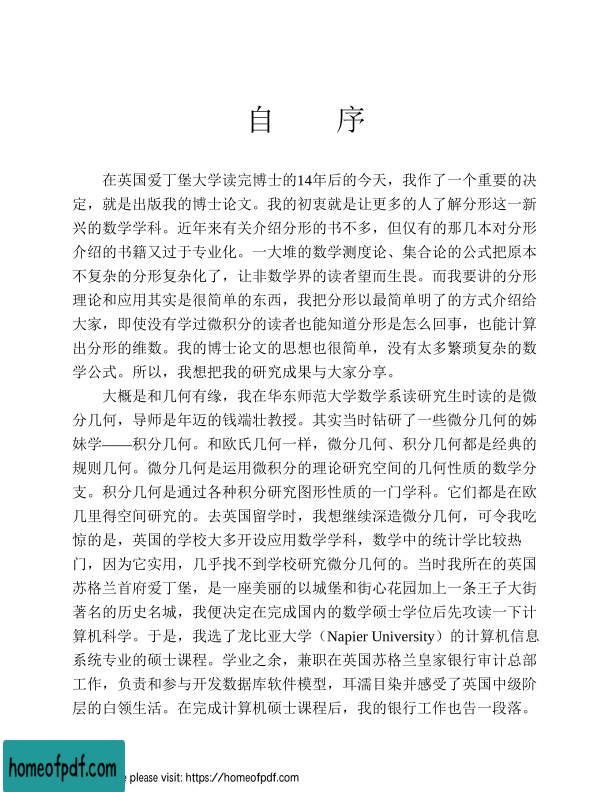 自 序
在英国爱丁堡大学读完博士的14年后的今天，我作了一个重要的决
定，就是出版我的博士论文。我的初衷就是让更多的人了解分形这一新
兴的数学学科。近年来有关介绍分形的书不多，但仅有的那几本对分形
介绍的书籍又过于专业化。一大堆的数学测度论、集合论的公式把原本
不复杂的分形复杂化了，让非数学界的读者望而生畏。而我要讲的分形
理论和应用其实是很简单的东西，我把分形以最简单明了的方式介绍给
大家，即使没有学过微积分的读者也能知道分形是怎么回事，也能计算
出分形的维数。我的博士论文的思想也很简单，没有太多繁琐复杂的数
学公式。所以，我想把我的研究成果与大家分享。
大概是和几何有缘，我在华东师范大学数学系读研究生时读的是微
分几何，导师是年迈的钱端壮教授。其实当时钻研了一些微分几何的姊
妹学——积分几何。和欧氏几何一样，微分几何、积分几何都是经典的
规则几何。微分几何是运用微积分的理论研究空间的几何性质的数学分
支。积分几何是通过各种积分研究图形性质的一门学科。它们都是在欧
几里得空间研究的。去英国留学时，我想继续深造微分几何，可令我吃
惊的是，英国的学校大多开设应用数学学科，数学中的统计学比较热
门，因为它实用，几乎找不到学校研究微分几何的。当时我所在的英国
苏格兰首府爱丁堡，是一座美丽的以城堡和街心花园加上一条王子大街
著名的历史名城，我便决定在完成国内的数学硕士学位后先攻读一下计
算机科学。于是，我选了龙比亚大学（Napier University）的计算机信息
系统专业的硕士课程。学业之余，兼职在英国苏格兰皇家银行审计总部
工作，负责和参与开发数据库软件模型，耳濡目染并感受了英国中级阶
层的白领生活。在完成计算机硕士课程后，我的银行工作也告一段落。
homeofpdf.com
e please visit: https://homeofpdf.com